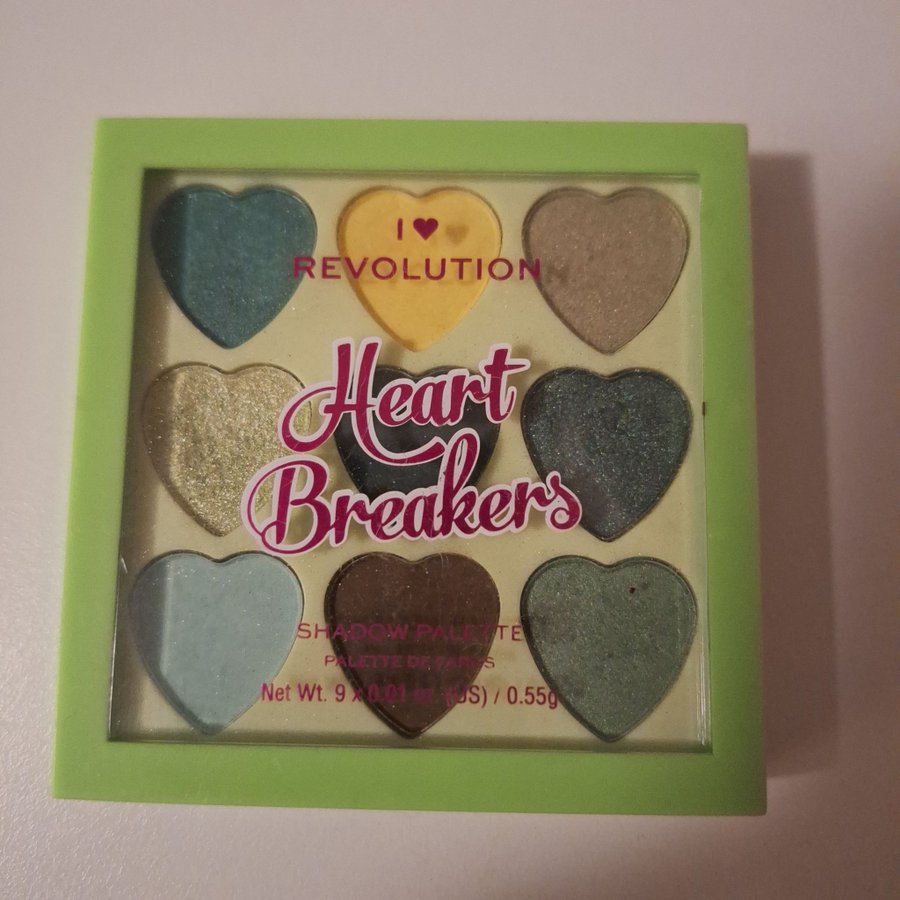 I ♥
REVOLUTION
Heart
Breakers
SHADOW PALETTE
PALETTE DE FARDS
Net Wt. 9 x 0.01 oz. (US) / 0.55g